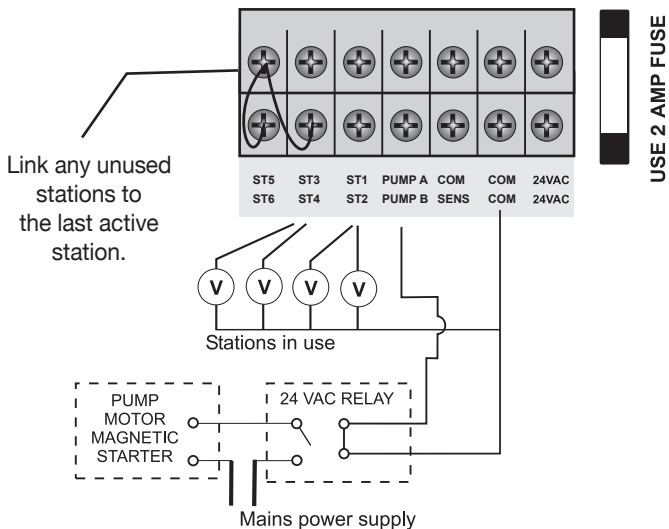 USE 2 AMP FUSE
Link any unused
stations to
the last active
station.
ST5 ST3 ST1 PUMP A COM COM 24VAC
ST6 ST4 ST2 PUMP B SENS COM 24VAC
V V V V
Stations in use
PUMP
MOTOR
MAGNETIC
STARTER
24 VAC RELAY
Mains power supply